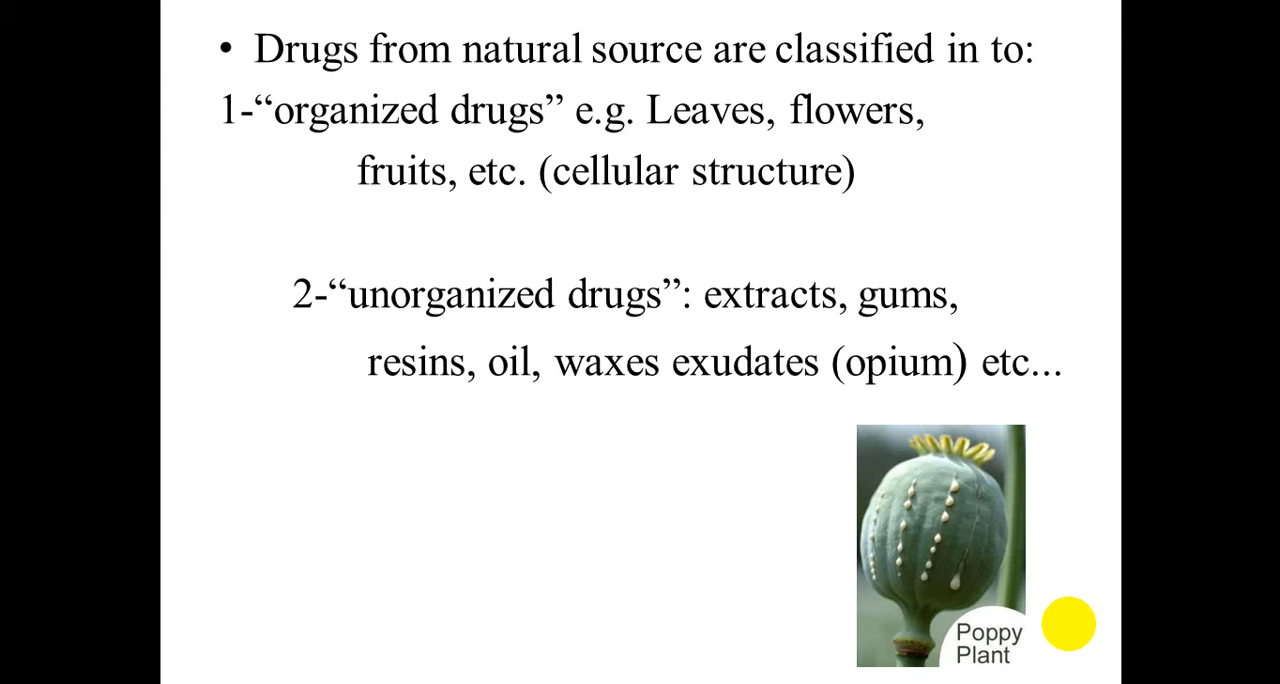 • Drugs from natural source are classified in to:
1-“organized drugs” e.g. Leaves, flowers,
fruits, etc. (cellular structure)
2-“unorganized drugs”: extracts, gums,
resins, oil, waxes exudates (opium) etc...
Poppy
Plant